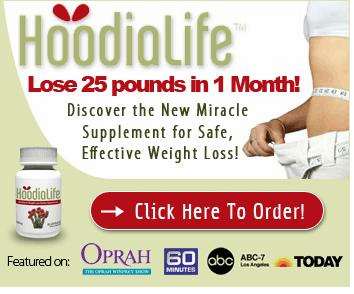 HoodiaLife™
Lose 25 pounds in 1 Month!
Discover the New Miracle
Supplement for Safe,
Effective Weight Loss!
HoodiaLife
Click Here To Order!
Featured on:
OPRAH
THE OPRAH WINFREY SHOW
60
MINUTES
abc
ABC-7
Los Angeles
TODAY